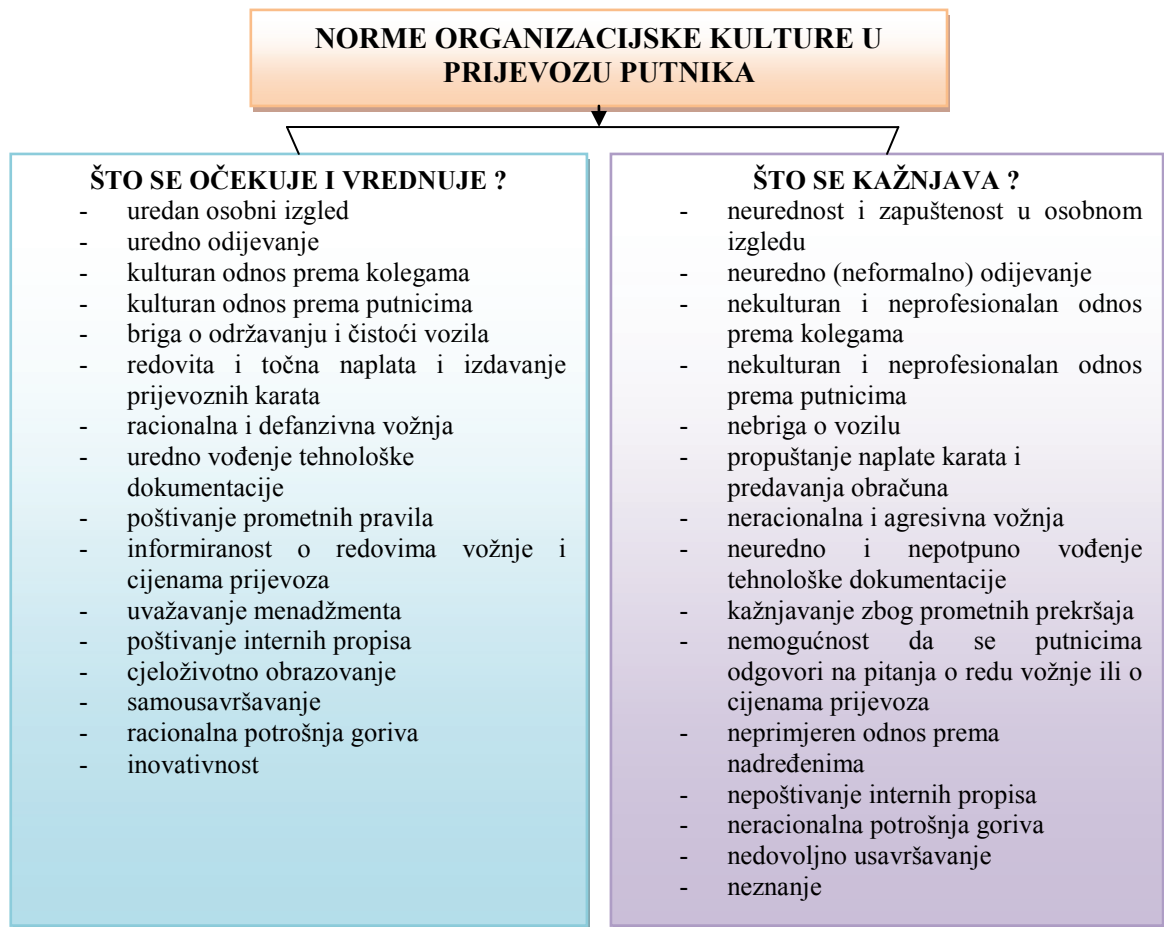 NORME ORGANIZACIJSKE KULTURE U
PRIJEVOZU PUTNIKA
ŠTO SE OČEKUJE I VREDNUJE ?
- uredan osobni izgled
- uredno odijevanje
- kulturan odnos prema kolegama
- kulturan odnos prema putnicima
- briga o održavanju i čistoći vozila
- redovita i točna naplata i izdavanje
prijevoznih karata
- racionalna i defanzivna vožnja
- uredno vođenje tehnološke
dokumentacije
- poštivanje prometnih pravila
- informiranost o redovima vožnje i
cijenama prijevoza
- uvažavanje menadžmenta
- poštivanje internih propisa
- cjeloživotno obrazovanje
- samousavršavanje
- racionalna potrošnja goriva
- inovativnost
ŠTO SE KAŽNJAVA ?
- neurednost i zapuštenost u osobnom
izgledu
- neuredno (neformalno) odijevanje
- nekulturan i neprofesionalan odnos
prema kolegama
- nekulturan i neprofesionalan odnos
prema putnicima
- nebriga o vozilu
- propuštanje naplate karata i
predavanja obračuna
- neracionalna i agresivna vožnja
- neuredno i nepotpuno vođenje
tehnološke dokumentacije
- kažnjavanje zbog prometnih prekršaja
- nemogućnost da se putnicima
odgovori na pitanja o redu vožnje ili o
cijenama prijevoza
- neprimjeren odnos prema
nadređenima
- nepoštivanje internih propisa
- neracionalna potrošnja goriva
- nedovoljno usavršavanje
- neznanje